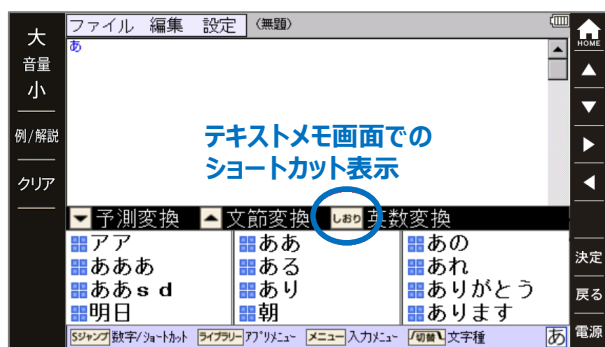 大
音量
小
例/解説
クリア
ファイル 編集 設定 〈無題〉
あ
テキストメモ画面での
ショートカット表示
予測変換 文節変換 しおり 英数変換
アア ああ あの
あああ ある あれ
ああｓｄ あり ありがとう
明日 朝 あります
Sジャンプ 数字/ショートカット ライブラリー アプリメニュー メニュー 入力メニュー /切替 文字種 あ
HOME
決定
戻る
電源